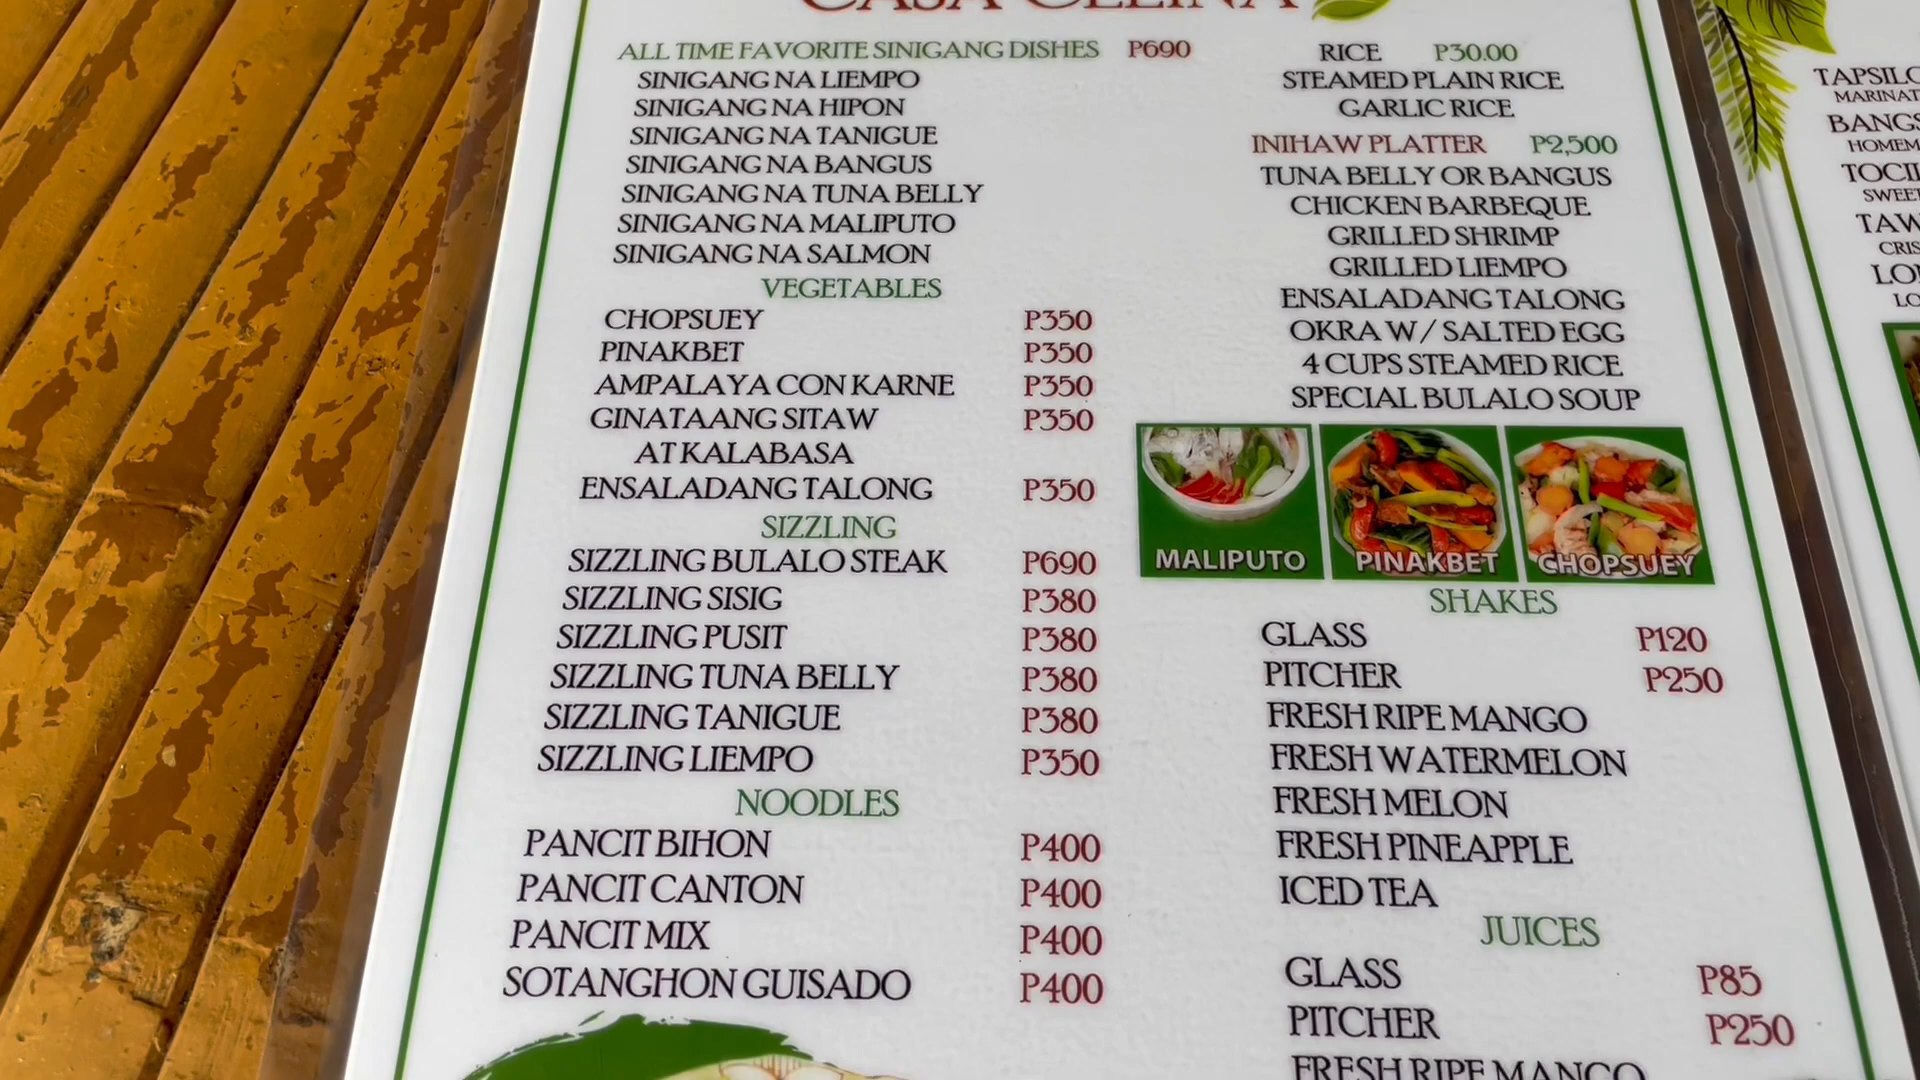 CASA CELINA
ALL TIME FAVORITE SINIGANG DISHES P690
SINIGANG NA LIEMPO
SINIGANG NA HIPON
SINIGANG NA TANIGUE
SINIGANG NA BANGUS
SINIGANG NA TUNA BELLY
SINIGANG NA MALIPUTO
SINIGANG NA SALMON
VEGETABLES
CHOPSUEY P350
PINAKBET P350
AMPALAYA CON KARNE P350
GINATAANG SITAW P350
AT KALABASA
ENSALADANG TALONG P350
SIZZLING
SIZZLING BULALO STEAK P690
SIZZLING SISIG P380
SIZZLING PUSIT P380
SIZZLING TUNA BELLY P380
SIZZLING TANIGUE P380
SIZZLING LIEMPO P350
NOODLES
PANCIT BIHON P400
PANCIT CANTON P400
PANCIT MIX P400
SOTANGHON GUISADO P400
RICE P30.00
STEAMED PLAIN RICE
GARLIC RICE
INIHAW PLATTER P2,500
TUNA BELLY OR BANGUS
CHICKEN BARBEQUE
GRILLED SHRIMP
GRILLED LIEMPO
ENSALADANG TALONG
OKRA W/ SALTED EGG
4 CUPS STEAMED RICE
SPECIAL BULALO SOUP
MALIPUTO PINAKBET CHOPSUEY
SHAKES
GLASS P120
PITCHER P250
FRESH RIPE MANGO
FRESH WATERMELON
FRESH MELON
FRESH PINEAPPLE
ICED TEA
JUICES
GLASS P85
PITCHER P250
FRESH RIPE MANGO